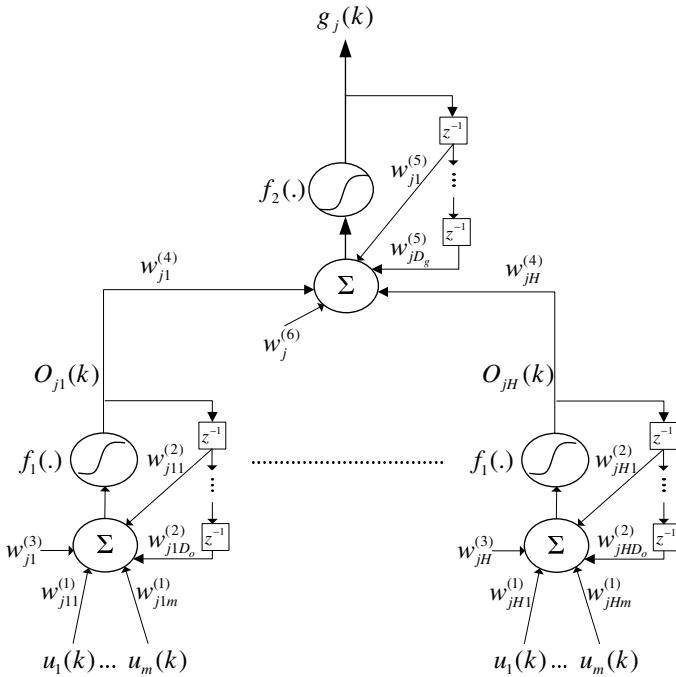 g_j(k)
z^{-1}
w_{j1}^{(5)}
f_2(.)
w_{jD_g}^{(5)} z^{-1}
w_{j1}^{(4)} Σ w_{jH}^{(4)}
w_j^{(6)}
O_{j1}(k) O_{jH}(k)
z^{-1} z^{-1}
f_1(.) w_{j11}^{(2)} f_1(.) w_{jH1}^{(2)}
w_{j1}^{(3)} Σ w_{j1D_o}^{(2)} z^{-1} w_{jH}^{(3)} Σ w_{jHD_o}^{(2)} z^{-1}
w_{j11}^{(1)} w_{j1m}^{(1)} w_{jH1}^{(1)} w_{jHm}^{(1)}
u_1(k)... u_m(k) u_1(k)... u_m(k)